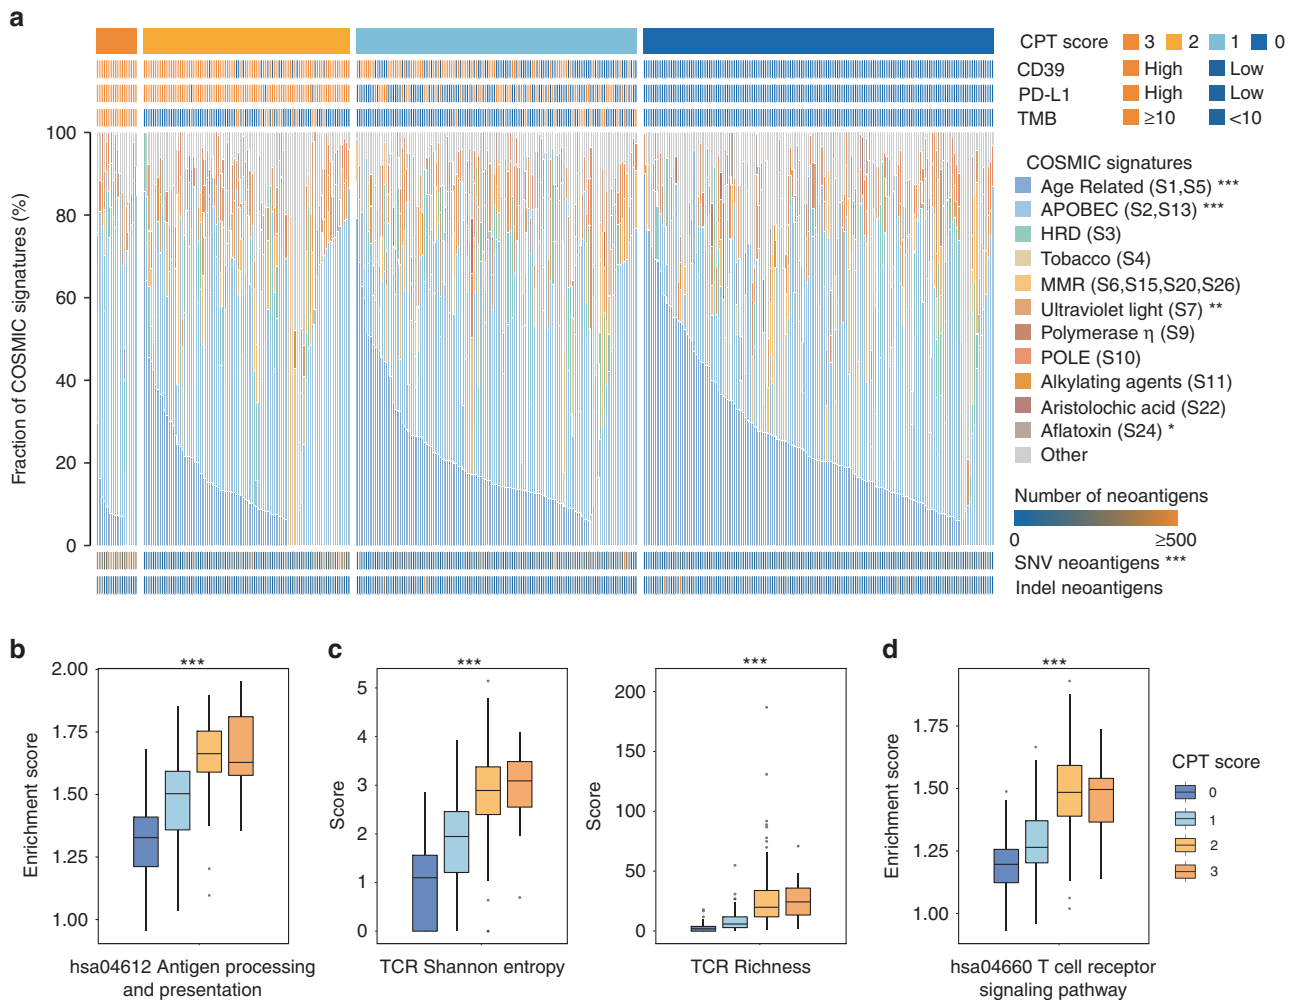 a
CPT score 3 2 1 0
CD39 High Low
PD-L1 High Low
TMB ≥10 <10
Fraction of COSMIC signatures (%)
100
80
60
40
20
0
COSMIC signatures
Age Related (S1,S5) ***
APOBEC (S2,S13) ***
HRD (S3)
Tobacco (S4)
MMR (S6,S15,S20,S26)
Ultraviolet light (S7) **
Polymerase η (S9)
POLE (S10)
Alkylating agents (S11)
Aristolochic acid (S22)
Aflatoxin (S24) *
Other
Number of neoantigens
0 ≥500
SNV neoantigens ***
Indel neoantigens
b
***
Enrichment score
2.00
1.75
1.50
1.25
1.00
hsa04612 Antigen processing
and presentation
c
***
Score
5
4
3
2
1
0
TCR Shannon entropy
***
Score
200
150
100
50
0
TCR Richness
d
***
Enrichment score
1.75
1.50
1.25
1.00
hsa04660 T cell receptor
signaling pathway
CPT score
0
1
2
3